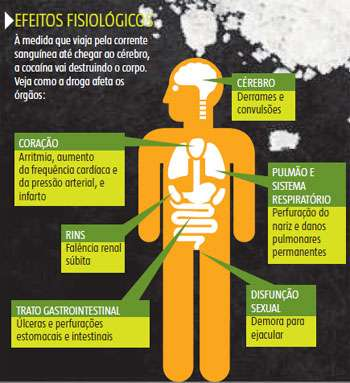 EFEITOS FISIOLÓGICOS
À medida que viaja pela corrente
sanguínea até chegar ao cérebro,
a cocaína vai destruindo o corpo.
Veja como a droga afeta os
órgãos:
CÉREBRO
Derrames e
convulsões
CORAÇÃO
Arritmia, aumento
da frequência cardíaca e
da pressão arterial, e
infarto
PULMÃO E
SISTEMA
RESPIRATÓRIO
Perfuração do
nariz e danos
pulmonares
permanentes
RINS
Falência renal
súbita
TRATO GASTROINTESTINAL
Úlceras e perfurações
estomacais e intestinais
DISFUNÇÃO
SEXUAL
Demora para
ejacular